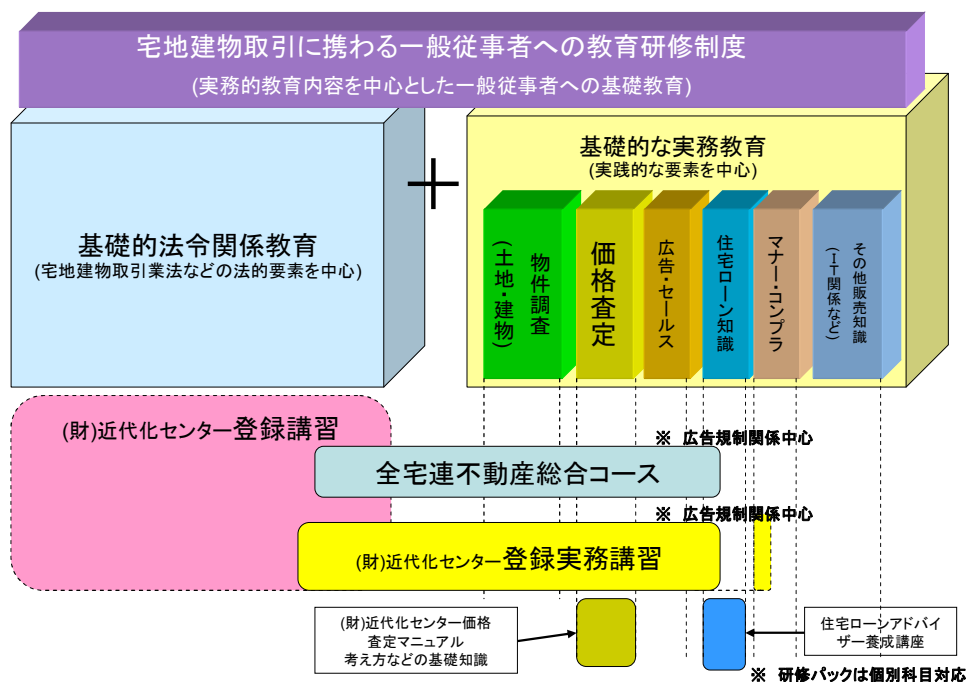 宅地建物取引に携わる一般従事者への教育研修制度
(実務的教育内容を中心とした一般従事者への基礎教育)
基礎的法令関係教育
(宅地建物取引業法などの法的要素を中心)
＋
基礎的な実務教育
(実践的な要素を中心)
物件調査
(土地・建物)
価格査定
広告・セールス
住宅ローン知識
マナー・コンプラ
その他販売知識
(IT関係など)
(財)近代化センター登録講習
※ 広告規制関係中心
全宅連不動産総合コース
※ 広告規制関係中心
(財)近代化センター登録実務講習
(財)近代化センター価格
査定マニュアル
考え方などの基礎知識
住宅ローンアドバイ
ザー養成講座
※ 研修パックは個別科目対応